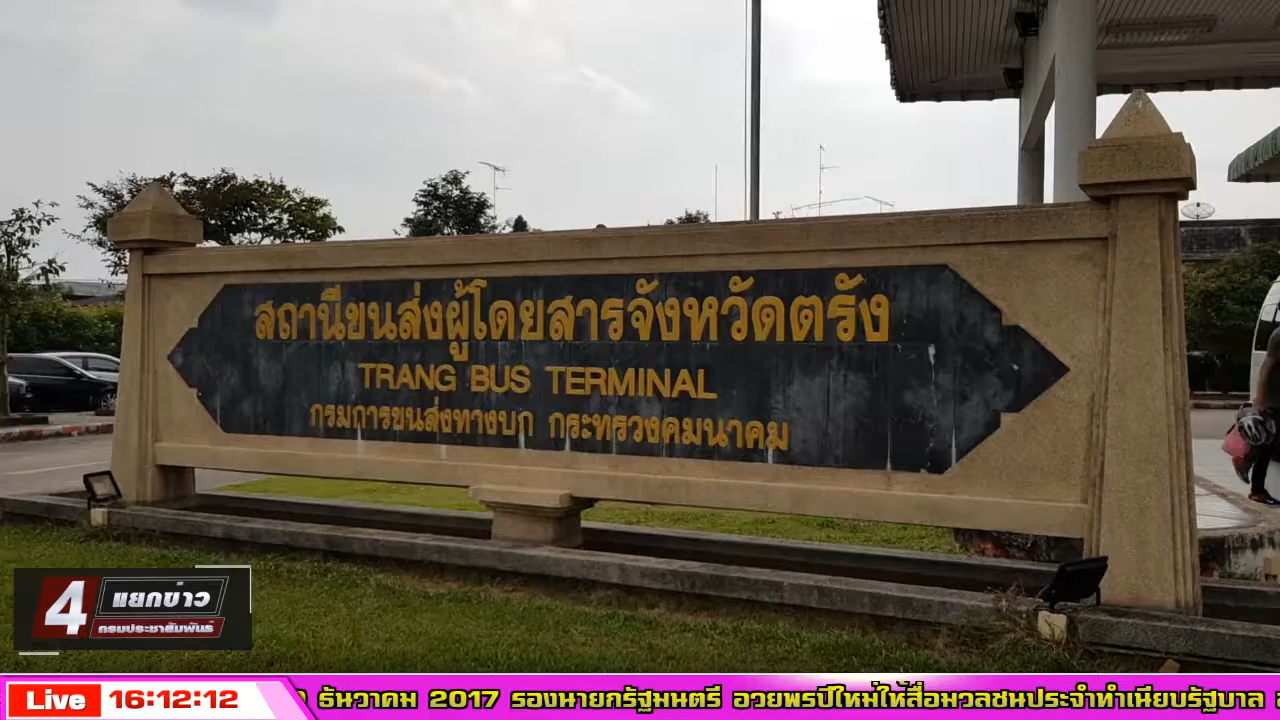 สถานีขนส่งผู้โดยสารจังหวัดตรัง
TRANG BUS TERMINAL
กรมการขนส่งทางบก กระทรวงคมนาคม
4 แยกข่าว
กรมประชาสัมพันธ์
Live 16:12:12 ธันวาคม 2017 รองนายกรัฐมนตรี อวยพรปีใหม่ให้สื่อมวลชนประจำทำเนียบรัฐบาล